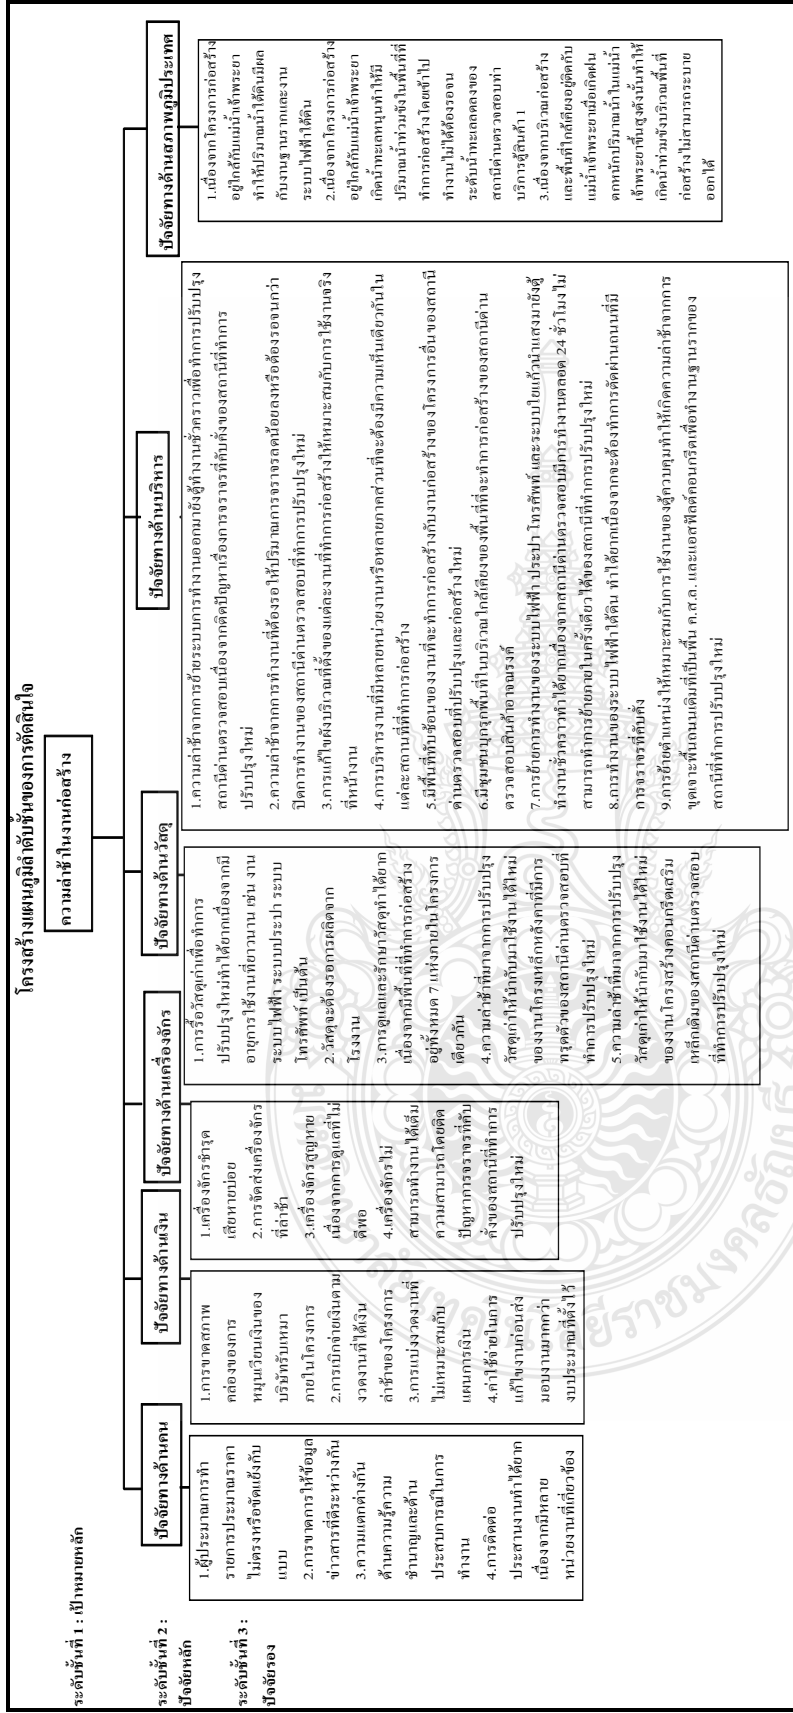 โครงสร้างแผนภูมิลำดับชั้นของการตัดสินใจ
ระดับชั้นที่ 1 : เป้าหมายหลัก
ความล่าช้าในงานก่อสร้าง
ระดับชั้นที่ 2 :
ปัจจัยหลัก
ปัจจัยทางด้านคน
ปัจจัยทางด้านเงิน
ปัจจัยทางด้านเครื่องจักร
ปัจจัยทางด้านวัสดุ
ปัจจัยทางด้านบริหาร
ปัจจัยทางด้านสภาพภูมิประเทศ
ระดับชั้นที่ 3 :
ปัจจัยรอง
1.ผู้ประมาณการทำ
รายการประมาณราคา
ไม่ตรงหรือขัดแย้งกับ
แบบ
2.การขาดการให้ข้อมูล
ข่าวสารที่ดีระหว่างกัน
3.ความแตกต่างกัน
ด้านความรู้ความ
ชำนาญและด้าน
ประสบการณ์ในการ
ทำงาน
4.การติดต่อ
ประสานงานทำได้ยาก
เนื่องจากมีหลาย
หน่วยงานที่เกี่ยวข้อง
1.การขาดสภาพ
คล่องของการ
หมุนเวียนเงินของ
บริษัทรับเหมา
ภายในโครงการ
2.การเบิกจ่ายเงินตาม
งวดงานที่ได้เงิน
ล่าช้าของโครงการ
3.การแบ่งงวดงานที่
ไม่เหมาะสมกับ
แผนการเงิน
4.ค่าใช้จ่ายในการ
แก้ไขงานก่อนส่ง
มอบงานมากกว่า
งบประมาณที่ตั้งไว้
1.เครื่องจักรชำรุด
เสียหายบ่อย
2.การจัดส่งเครื่องจักร
ที่ล่าช้า
3.เครื่องจักรสูญหาย
เนื่องจากการดูแลที่ไม่
ดีพอ
4.เครื่องจักรไม่
สามารถทำงานได้เต็ม
ความสามารถโดยติด
ปัญหาการจราจรที่คับ
คั่งของสถานที่ทำการ
ปรับปรุงใหม่
1.การรื้อวัสดุเก่าเพื่อทำการ
ปรับปรุงใหม่ทำได้ยากเนื่องจากมี
อายุการใช้งานที่ยาวนาน เช่น งาน
ระบบไฟฟ้า ระบบประปา ระบบ
โทรศัพท์ เป็นต้น
2.วัสดุจะต้องรอการผลิตจาก
โรงงาน
3.การดูแลและรักษาวัสดุทำได้ยาก
เนื่องจากมีพื้นที่ที่ทำการก่อสร้าง
อยู่ทั้งหมด 7 แห่งภายในโครงการ
เดียวกัน
4.ความล่าช้าที่มาจากการปรับปรุง
วัสดุเก่าให้นำกับมาใช้งานได้ใหม่
ของงานโครงเหล็กหลังคาที่มีการ
ทรุดตัวของสถานีด่านตรวจสอบที่
ทำการปรับปรุงใหม่
5.ความล่าช้าที่มาจากการปรับปรุง
วัสดุเก่าให้นำกับมาใช้งานได้ใหม่
ของงานโครงสร้างคอนกรีตเสริม
เหล็กเดิมของสถานีด่านตรวจสอบ
ที่ทำการปรับปรุงใหม่
1.ความล่าช้าจากการย้ายระบบการทำงานออกมายังตู้ทำงานชั่วคราวเพื่อทำการปรับปรุง
สถานีด่านตรวจสอบเนื่องจากติดปัญหาเรื่องการจราจรที่คับคั่งของสถานีที่ทำการ
ปรับปรุงใหม่
2.ความล่าช้าจากการทำงานที่ต้องรอให้ปริมาณการจราจรลดน้อยลงหรือต้องรอจนกว่า
ปิดการทำงานของสถานีด่านตรวจสอบที่ทำการปรับปรุงใหม่
3.การแก้ไขผังบริเวณที่ตั้งของแต่ละงานที่ทำการก่อสร้างให้เหมาะสมกับการใช้งานจริง
ที่หน้างาน
4.การบริหารงานที่มีหลายหน่วยงานหรือหลายภาคส่วนที่จะต้องมีความเห็นเดียวกันใน
แต่ละสถานที่ที่ทำการก่อสร้าง
5.มีพื้นที่ทับซ้อนของงานที่จะทำการก่อสร้างกับงานก่อสร้างของโครงการอื่น ของสถานี
ด่านตรวจสอบที่ปรับปรุงและก่อสร้างใหม่
6.มีชุมชนบุกรุกพื้นที่ในบริเวณใกล้เคียงของพื้นที่ที่จะทำการก่อสร้างของสถานีด่าน
ตรวจสอบสินค้าอาจณรงค์
7.การย้ายการทำงานของระบบไฟฟ้า ประปา โทรศัพท์ และระบบใยแก้วนำแสงมายังตู้
ทำงานชั่วคราวทำได้ยากเนื่องจากสถานีด่านตรวจสอบมีการทำงานตลอด 24 ชั่วโมงไม่
สามารถทำการย้ายภายในครั้งเดียวได้ของสถานีที่ทำการปรับปรุงใหม่
8.การทำงานของระบบไฟฟ้าใต้ดิน ทำได้ยากเนื่องจากจะต้องทำการตัดผ่านถนนที่มี
การจราจรที่คับคั่ง
9.การย้ายตำแหน่งให้เหมาะสมกับการใช้งานของตู้ควบคุมทำให้เกิดความล่าช้าจากการ
ขุดเจาะพื้นถนนเดิมที่เป็นพื้น ค.ส.ล. และแอสฟัลต์คอนกรีตเพื่อทำงานฐานรากของ
สถานีที่ทำการปรับปรุงใหม่
1.เนื่องจากโครงการก่อสร้าง
อยู่ใกล้กับแม่น้ำเจ้าพระยา
ทำให้ปริมาณน้ำใต้ดินมีผล
กับงานฐานรากและงาน
ระบบไฟฟ้าใต้ดิน
2.เนื่องจากโครงการก่อสร้าง
อยู่ใกล้กับแม่น้ำเจ้าพระยา
เกิดน้ำทะเลหนุนทำให้มี
ปริมาณน้ำท่วมขังในพื้นที่ที่
ทำการก่อสร้างโดยเข้าไป
ทำงานไม่ได้ต้องรอจน
ระดับน้ำทะเลลดลงของ
สถานีด่านตรวจสอบทำ
บริการตู้สินค้า 1
3.เนื่องจากบริเวณก่อสร้าง
และพื้นที่ใกล้เคียงอยู่ติดกับ
แม่น้ำเจ้าพระยาเมื่อเกิดฝน
ตกหนักปริมาณน้ำในแม่น้ำ
เจ้าพระยาขึ้นสูงดังนั้นทำให้
เกิดน้ำท่วมขังบริเวณพื้นที่
ก่อสร้างไม่สามารถระบาย
ออกได้